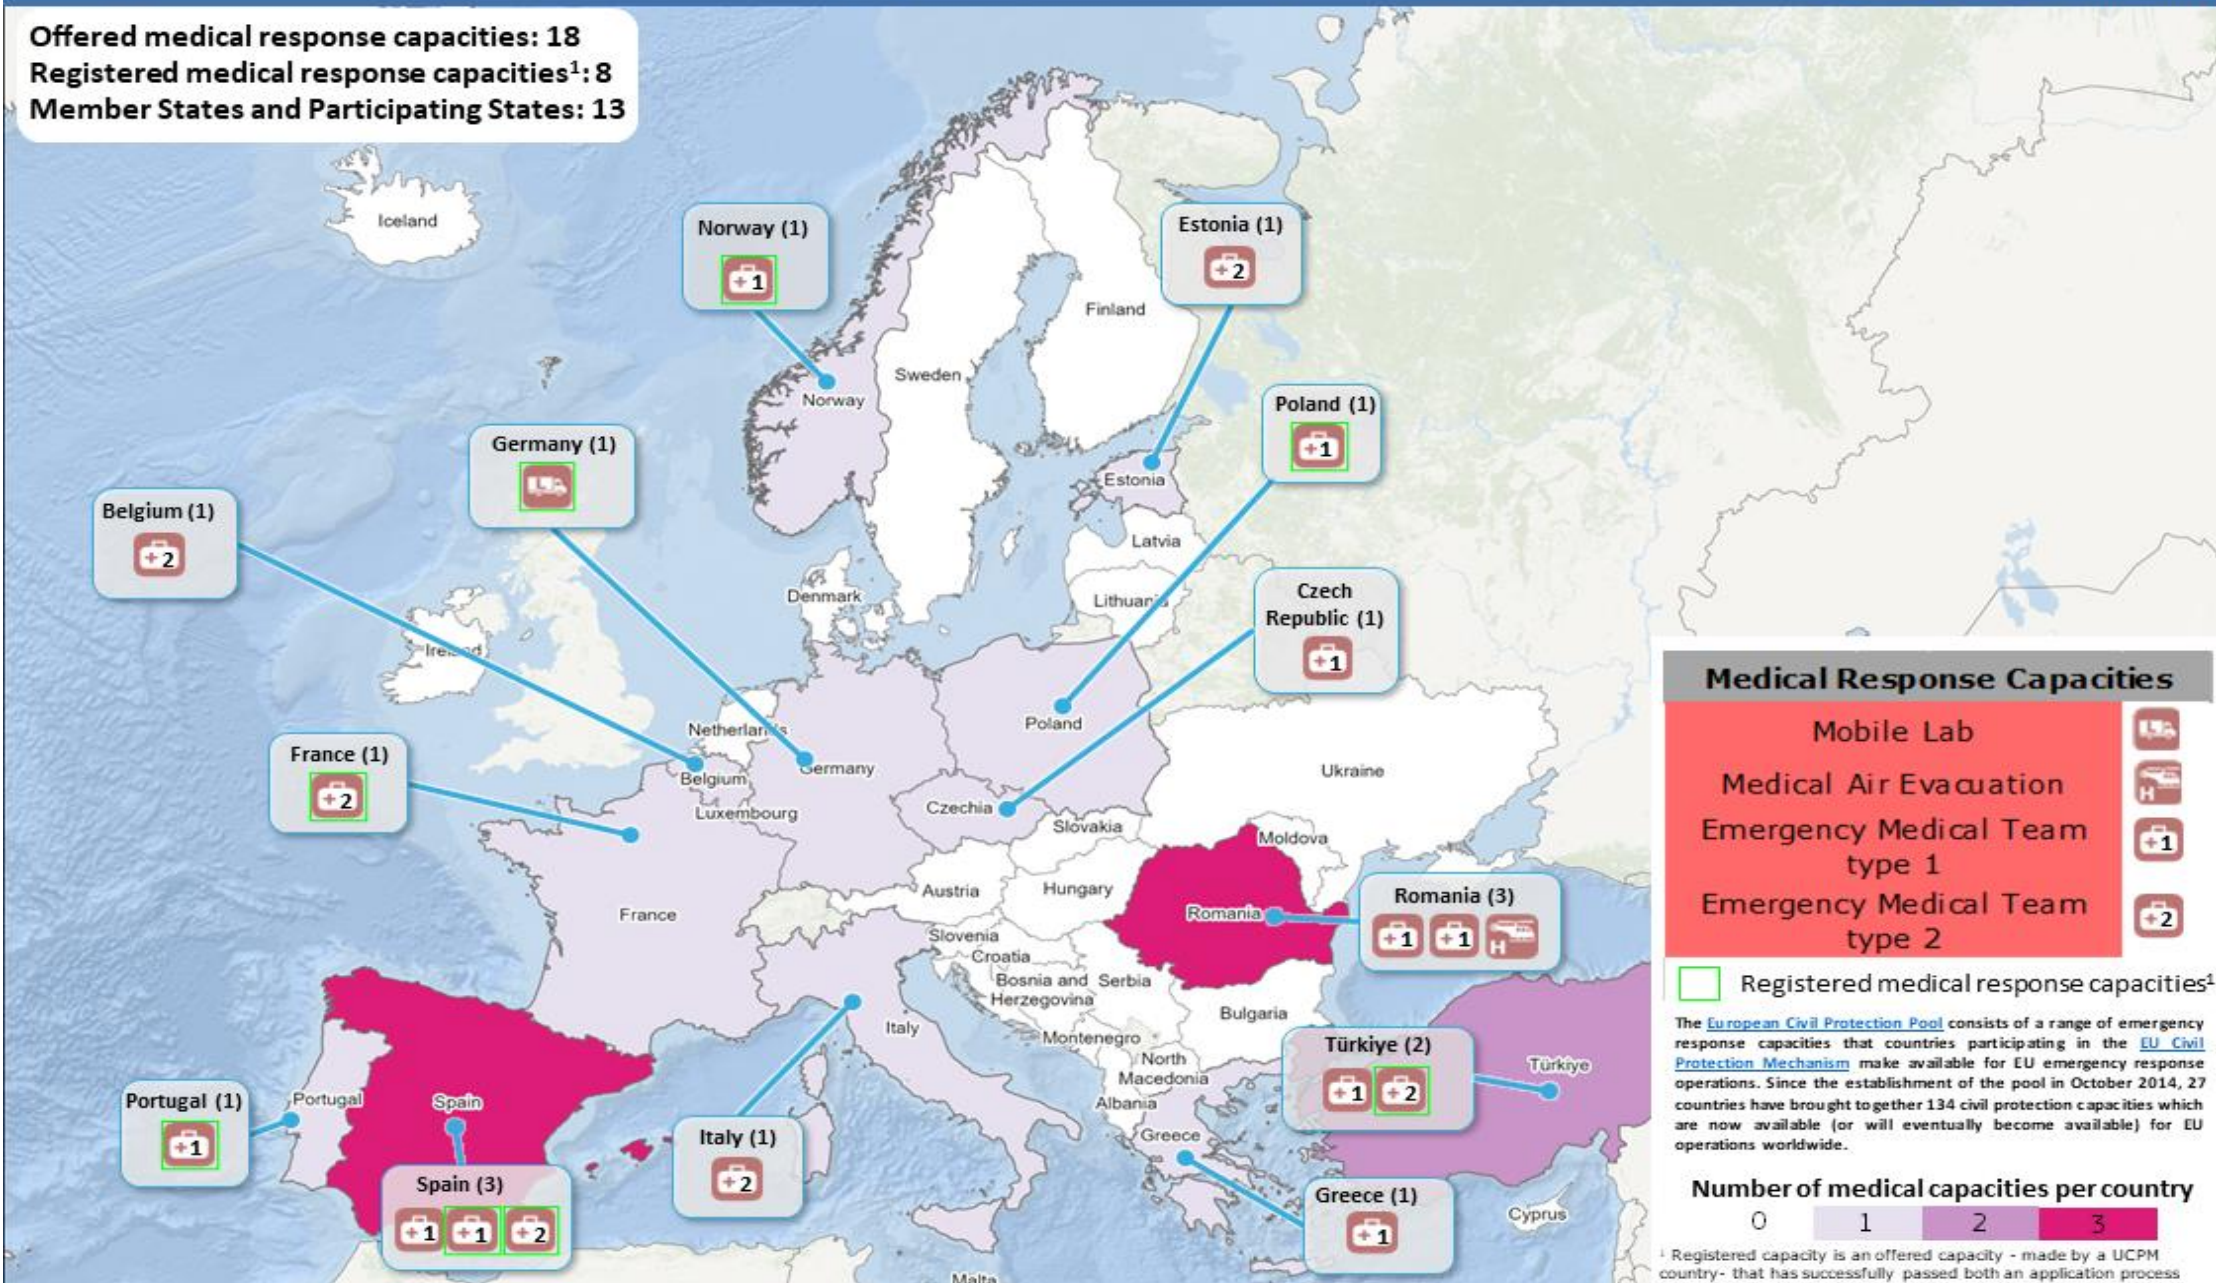 Offered medical response capacities: 18
Registered medical response capacities¹: 8
Member States and Participating States: 13
Iceland
Norway (1)
+1
Estonia (1)
+2
Finland
Sweden
Norway
Poland (1)
+1
Germany (1)
Estonia
Belgium (1)
+2
Latvia
Denmark
Lithuania
Czech
Republic (1)
+1
Ireland
Netherlands
Poland
France (1)
+2
Belgium
Germany
Ukraine
Luxembourg
Czechia
Slovakia
Moldova
Austria
Hungary
Romania (3)
+1 +1 H
France
Romania
Slovenia
Croatia
Bosnia and
Herzegovina
Serbia
Italy
Bulgaria
Montenegro
North
Macedonia
Türkiye (2)
+1 +2
Türkiye
Albania
Portugal (1)
+1
Portugal
Spain
Italy (1)
+2
Greece
Spain (3)
+1 +1 +2
Greece (1)
+1
Cyprus
Malta
Medical Response Capacities
Mobile Lab
Medical Air Evacuation
H
Emergency Medical Team
type 1
+1
Emergency Medical Team
type 2
+2
Registered medical response capacities¹
The European Civil Protection Pool consists of a range of emergency
response capacities that countries participating in the EU Civil
Protection Mechanism make available for EU emergency response
operations. Since the establishment of the pool in October 2014, 27
countries have brought together 134 civil protection capacities which
are now available (or will eventually become available) for EU
operations worldwide.
Number of medical capacities per country
0 1 2 3
¹ Registered capacity is an offered capacity - made by a UCPM
country- that has successfully passed both an application process